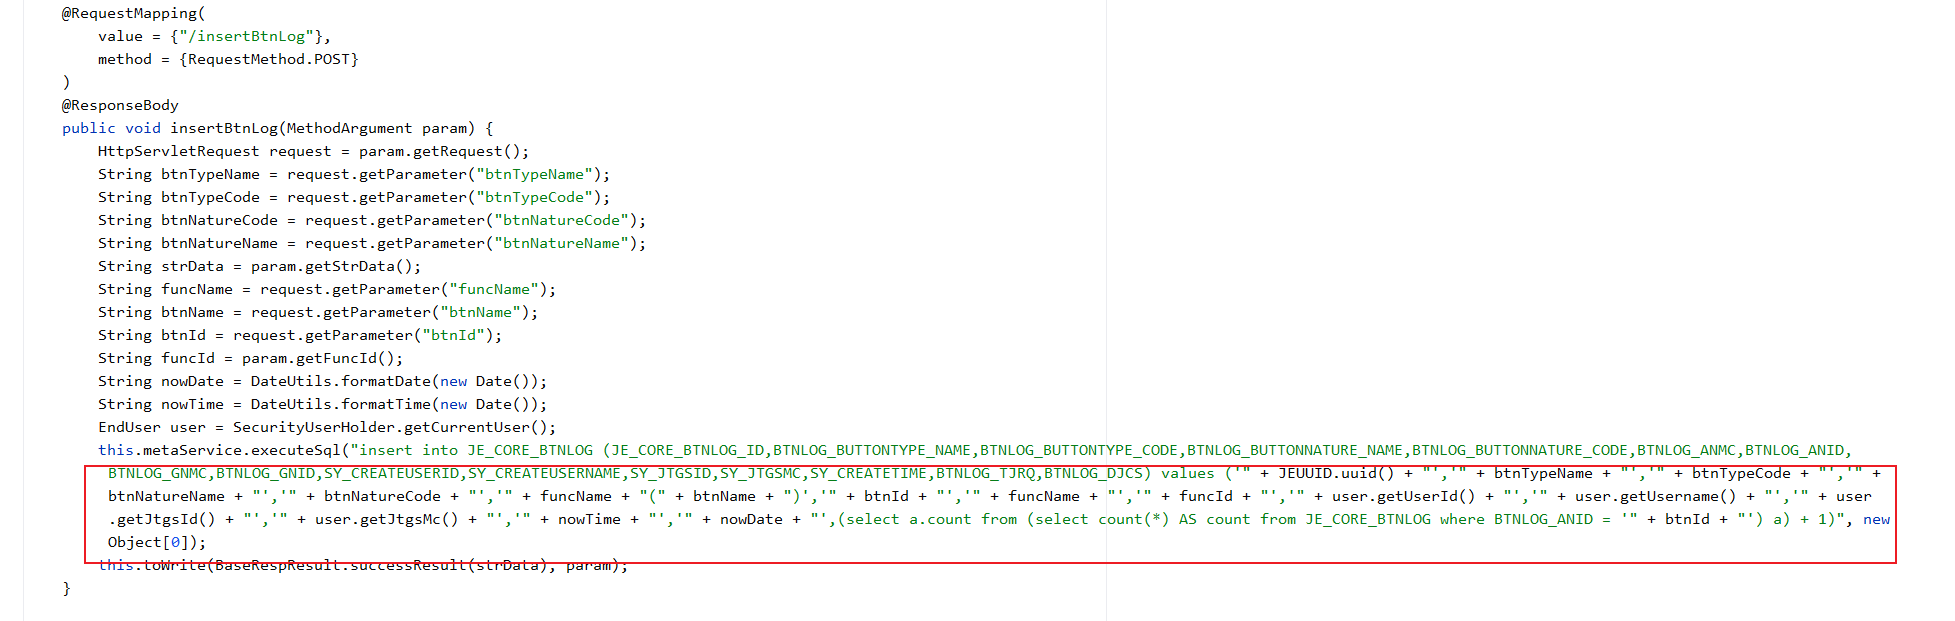 @RequestMapping(
value = {"/insertBtnLog"},
method = {RequestMethod.POST}
)
@ResponseBody
public void insertBtnLog(MethodArgument param) {
HttpServletRequest request = param.getRequest();
String btnTypeName = request.getParameter("btnTypeName");
String btnTypeCode = request.getParameter("btnTypeCode");
String btnNatureCode = request.getParameter("btnNatureCode");
String btnNatureName = request.getParameter("btnNatureName");
String strData = param.getStrData();
String funcName = request.getParameter("funcName");
String btnName = request.getParameter("btnName");
String btnId = request.getParameter("btnId");
String funcId = param.getFuncId();
String nowDate = DateUtils.formatDate(new Date());
String nowTime = DateUtils.formatTime(new Date());
EndUser user = SecurityUserHolder.getCurrentUser();
this.metaService.executeSql("insert into JE_CORE_BTNLOG (JE_CORE_BTNLOG_ID,BTNLOG_BUTTONTYPE_NAME,BTNLOG_BUTTONTYPE_CODE,BTNLOG_BUTTONNATURE_NAME,BTNLOG_BUTTONNATURE_CODE,BTNLOG_ANMC,BTNLOG_ANID,
BTNLOG_GNMC,BTNLOG_GNID,SY_CREATEUSERID,SY_CREATEUSERNAME,SY_JTGSID,SY_JTGSMC,SY_CREATETIME,BTNLOG_TJRQ,BTNLOG_DJCS) values ('" + JEUUID.uuid() + "','" + btnTypeName + "','" + btnTypeCode + "','" +
btnNatureName + "','" + btnNatureCode + "','" + funcName + "(" + btnName + ")','" + btnId + "','" + funcName + "','" + funcId + "','" + user.getUserId() + "','" + user.getUsername() + "','" + user
.getJtgsId() + "','" + user.getJtgsMc() + "','" + nowTime + "','" + nowDate + "',(select a.count from (select count(*) AS count from JE_CORE_BTNLOG where BTNLOG_ANID = '" + btnId + "') a) + 1)", new
Object[0]);
this.toWrite(BaseRespResult.successResult(strData), param);
}